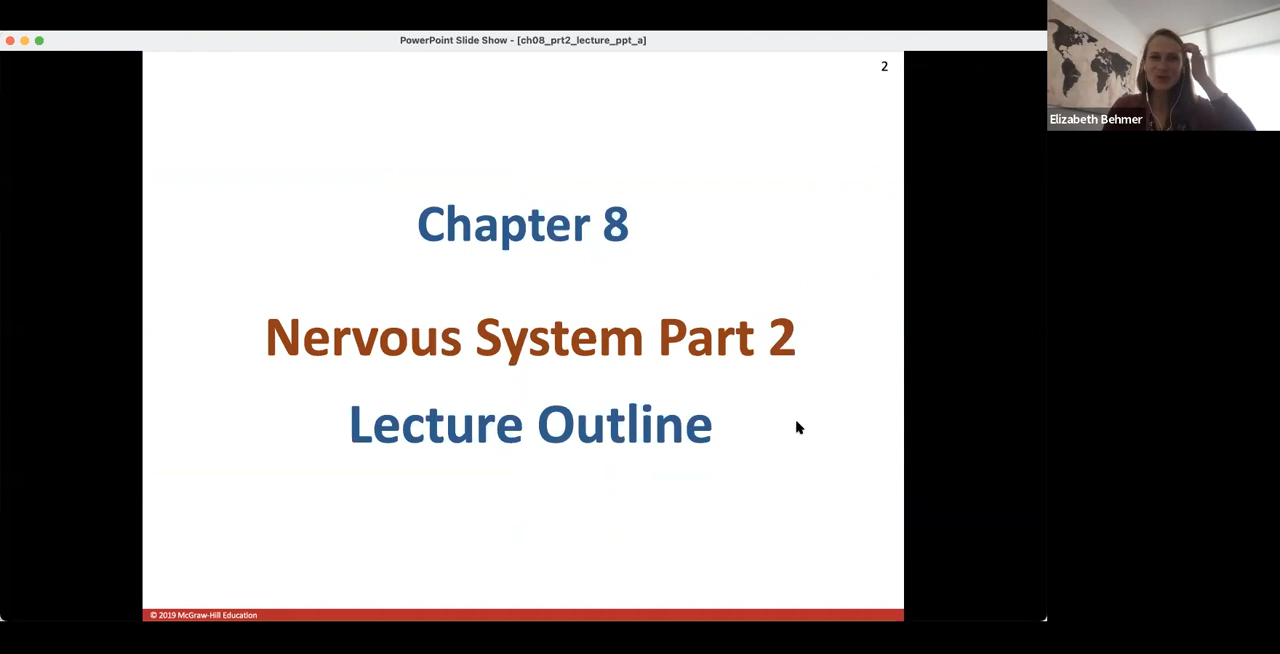 PowerPoint Slide Show - [ch08_prt2_lecture_ppt_a]
2
Elizabeth Behmer
Chapter 8
Nervous System Part 2
Lecture Outline
© 2019 McGraw-Hill Education